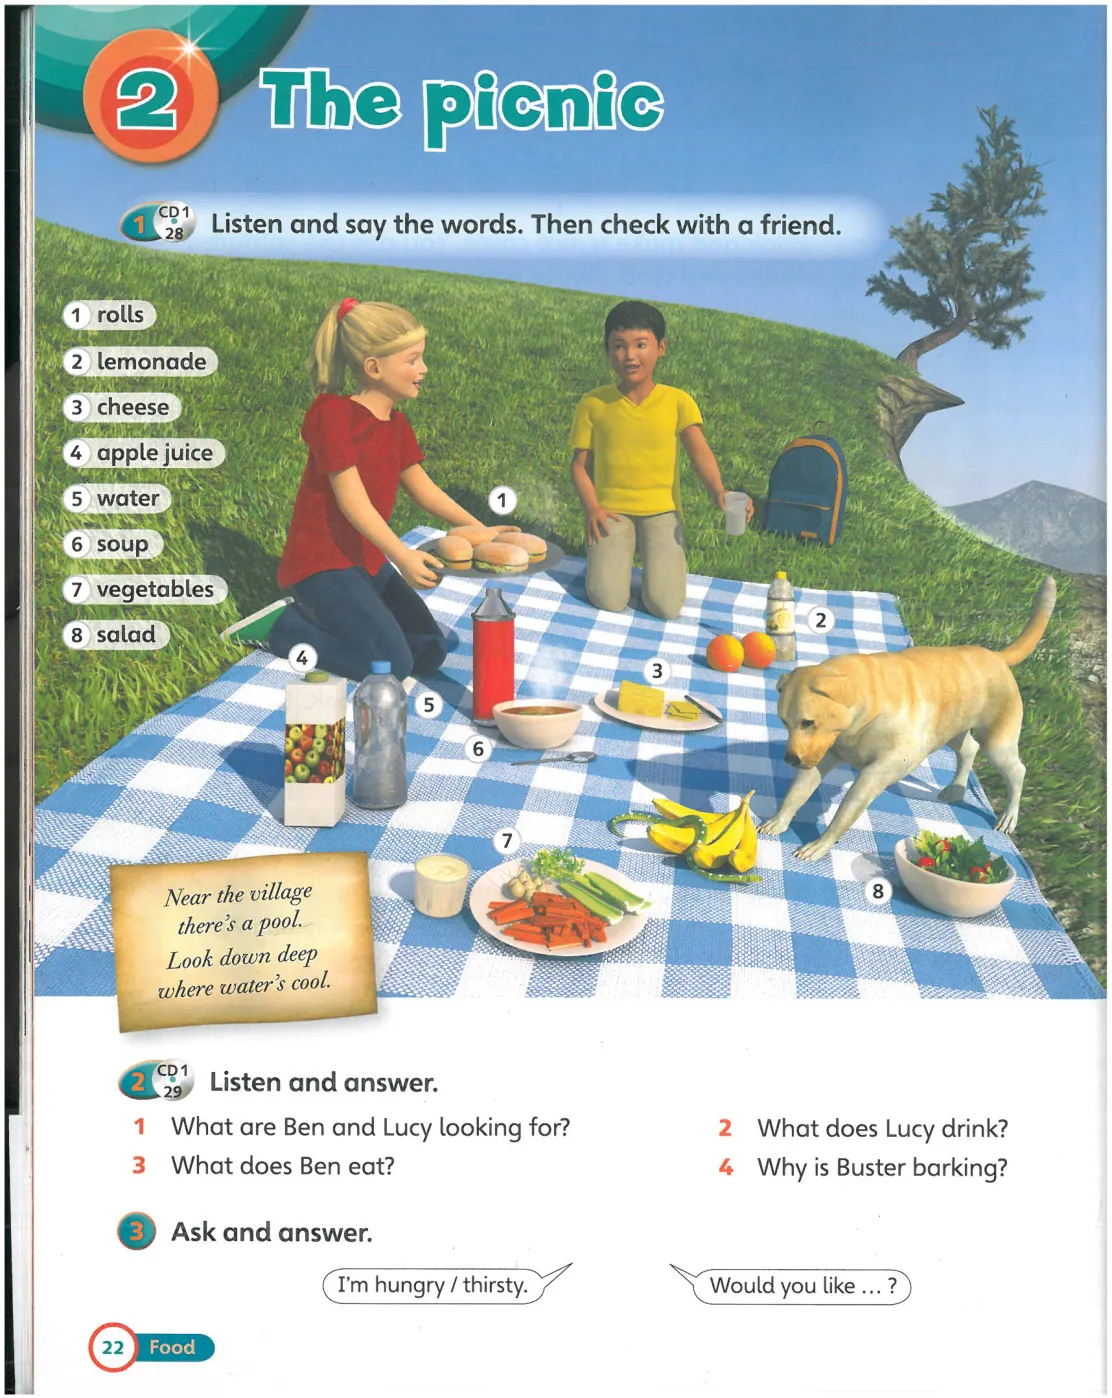 2 The picnic
1 CD1 28 Listen and say the words. Then check with a friend.
1 rolls
2 lemonade
3 cheese
4 apple juice
5 water
6 soup
7 vegetables
8 salad
1
2
3
4
5
6
7
8
Near the village
there's a pool.
Look down deep
where water's cool.
2 CD1 29 Listen and answer.
1 What are Ben and Lucy looking for?
2 What does Lucy drink?
3 What does Ben eat?
4 Why is Buster barking?
3 Ask and answer.
I'm hungry / thirsty.
Would you like ... ?
22 Food